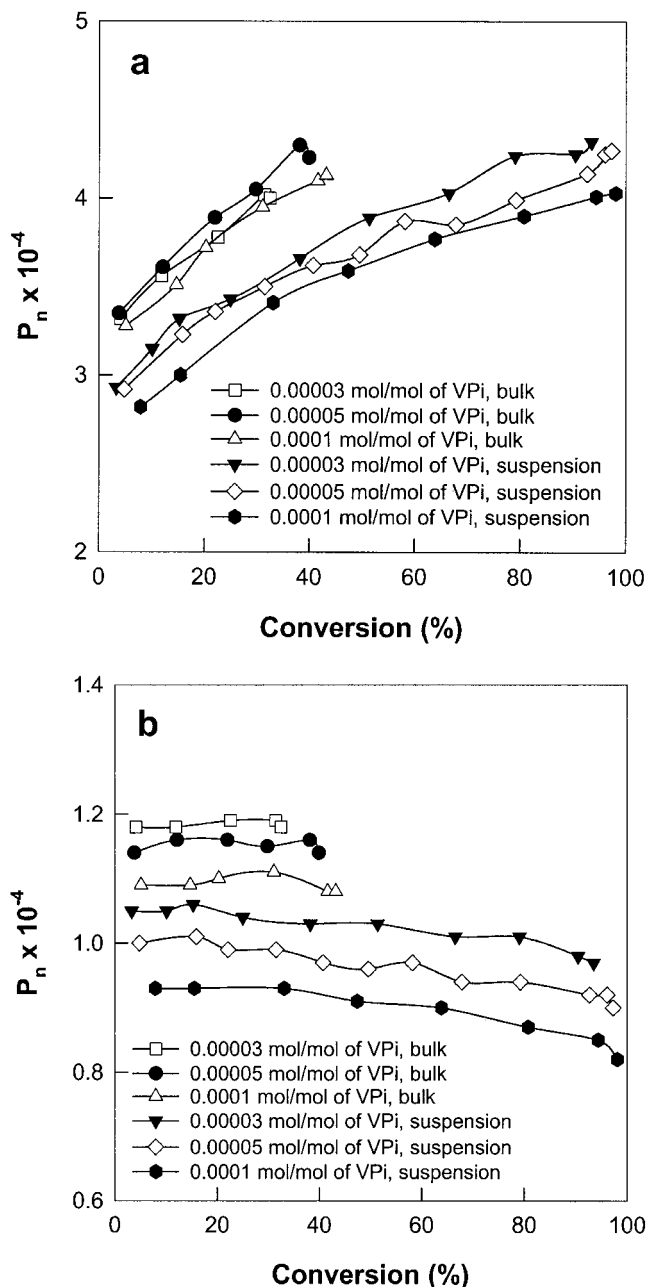 a
5
4
3
2
P_n x 10^-4
0.00003 mol/mol of VPi, bulk
0.00005 mol/mol of VPi, bulk
0.0001 mol/mol of VPi, bulk
0.00003 mol/mol of VPi, suspension
0.00005 mol/mol of VPi, suspension
0.0001 mol/mol of VPi, suspension
0 20 40 60 80 100
Conversion (%)
b
1.4
1.2
1.0
0.8
0.6
P_n x 10^-4
0.00003 mol/mol of VPi, bulk
0.00005 mol/mol of VPi, bulk
0.0001 mol/mol of VPi, bulk
0.00003 mol/mol of VPi, suspension
0.00005 mol/mol of VPi, suspension
0.0001 mol/mol of VPi, suspension
0 20 40 60 80 100
Conversion (%)